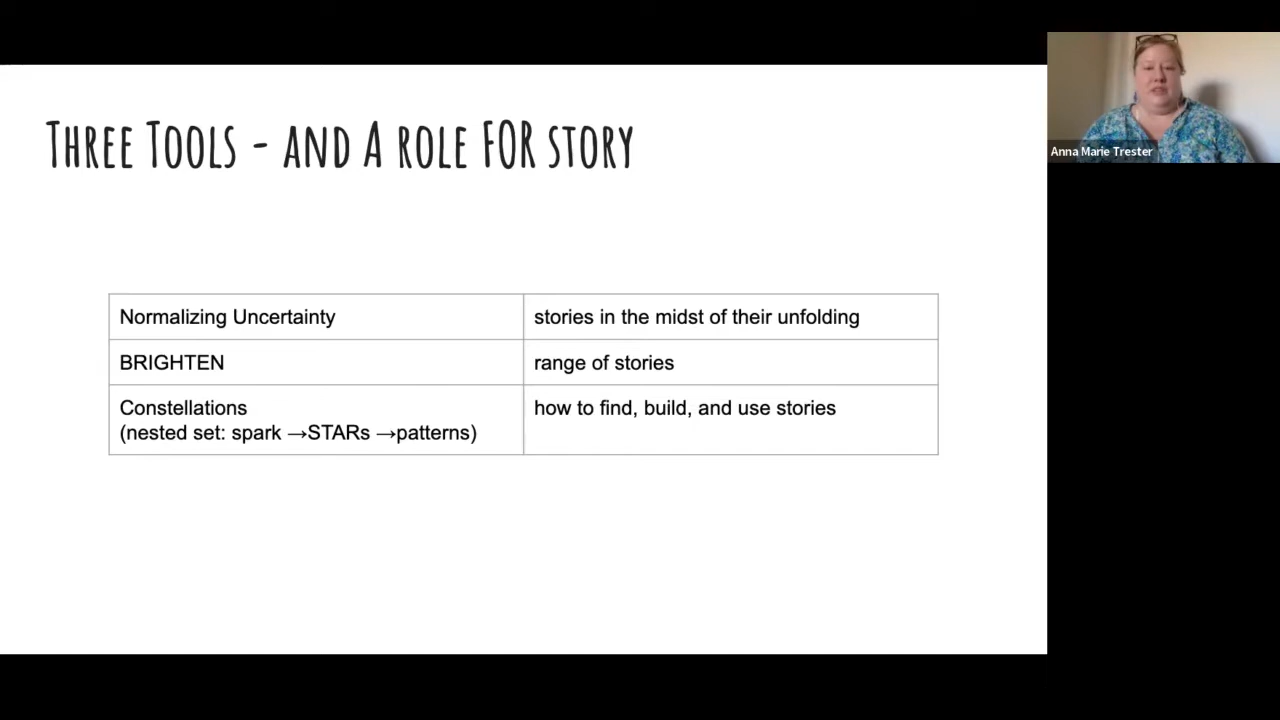 THREE TOOLS - AND A ROLE FOR STORY
Anna Marie Trester
Normalizing Uncertainty
stories in the midst of their unfolding
BRIGHTEN
range of stories
Constellations
(nested set: spark →STARs →patterns)
how to find, build, and use stories